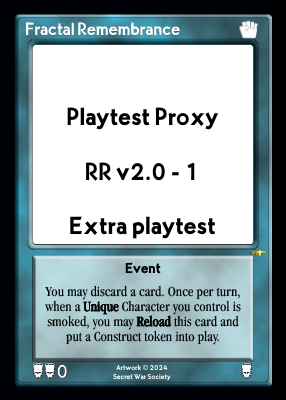 Fractal Remembrance
Playtest Proxy
RR v2.0 - 1
Extra playtest
Event
You may discard a card. Once per turn,
when a Unique Character you control is
smoked, you may Reload this card and
put a Construct token into play.
0
Artwork © 2024
Secret War Society